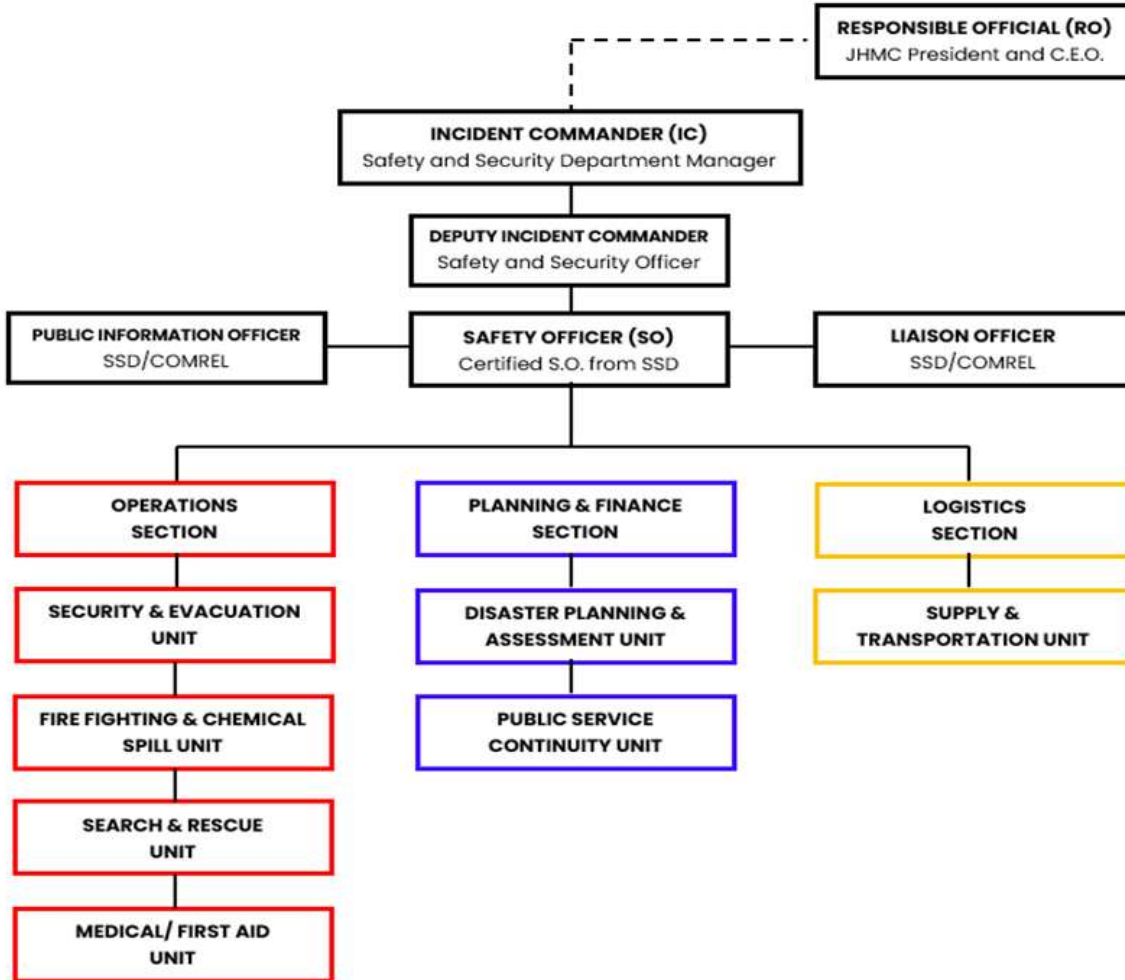 RESPONSIBLE OFFICIAL (RO)
JHMC President and C.E.O.
INCIDENT COMMANDER (IC)
Safety and Security Department Manager
DEPUTY INCIDENT COMMANDER
Safety and Security Officer
PUBLIC INFORMATION OFFICER
SSD/COMREL
SAFETY OFFICER (SO)
Certified S.O. from SSD
LIAISON OFFICER
SSD/COMREL
OPERATIONS
SECTION
SECURITY & EVACUATION
UNIT
FIRE FIGHTING & CHEMICAL
SPILL UNIT
SEARCH & RESCUE
UNIT
MEDICAL/ FIRST AID
UNIT
PLANNING & FINANCE
SECTION
DISASTER PLANNING &
ASSESSMENT UNIT
PUBLIC SERVICE
CONTINUITY UNIT
LOGISTICS
SECTION
SUPPLY &
TRANSPORTATION UNIT